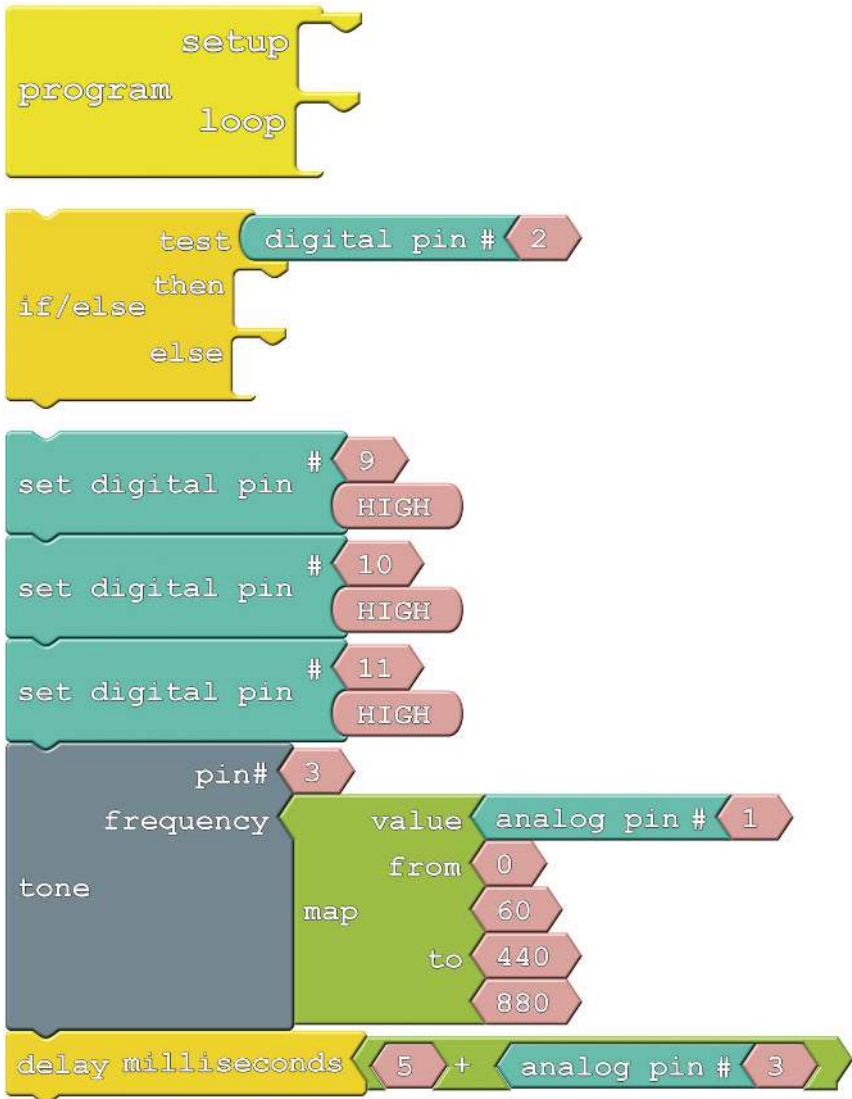 setup
program
loop
test digital pin # 2
then
if/else
else
# 9
set digital pin
HIGH
# 10
set digital pin
HIGH
# 11
set digital pin
HIGH
pin# 3
frequency value analog pin # 1
from 0
tone
map 60
to 440
880
delay milliseconds 5 + analog pin # 3